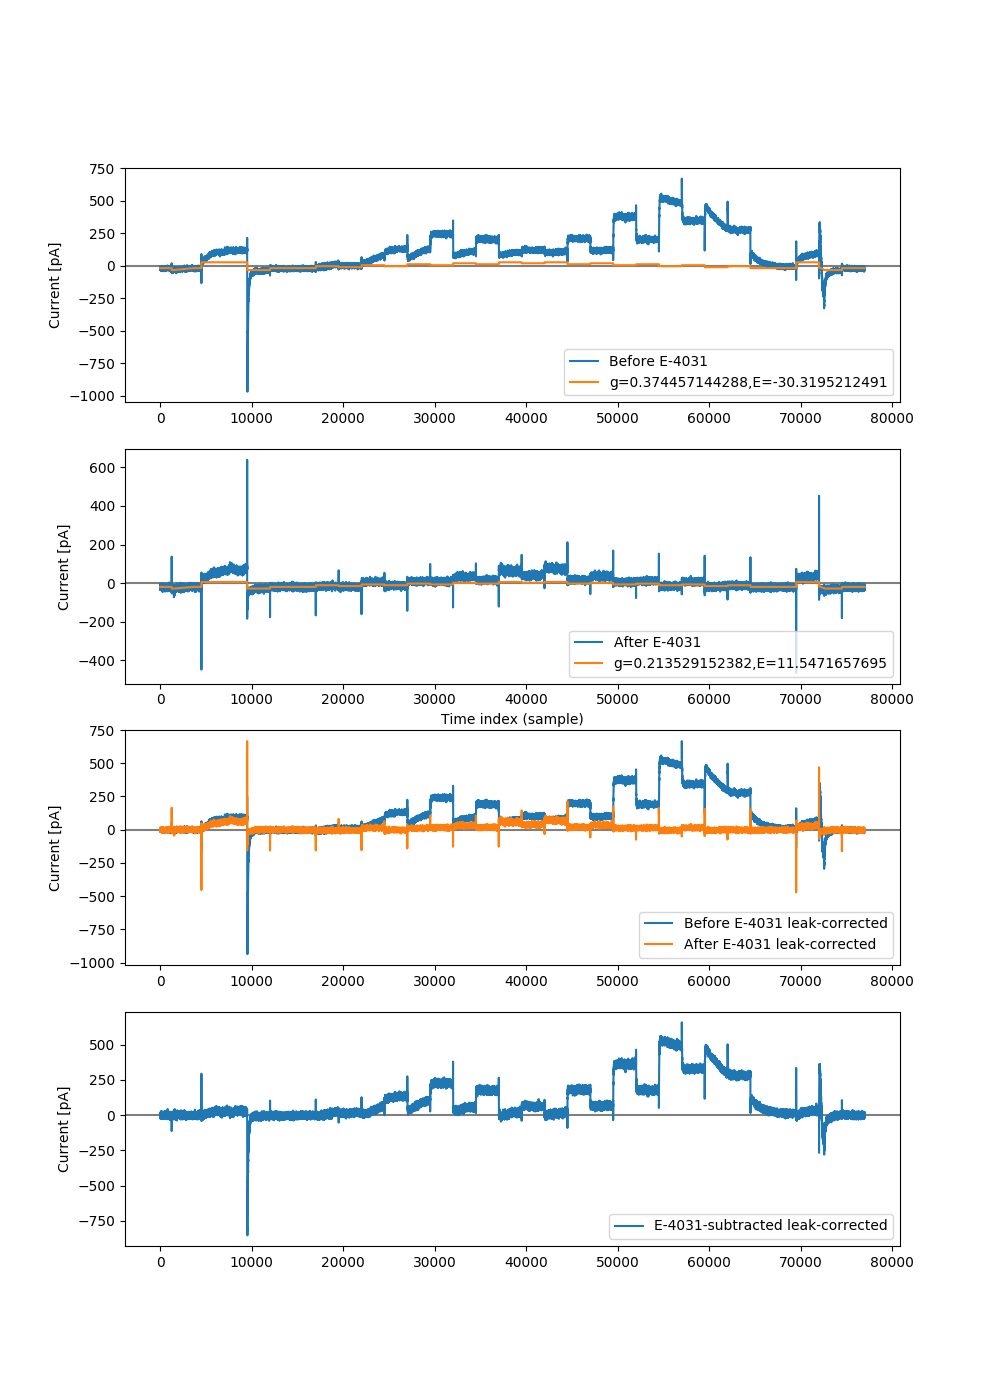 750
500
250
0
−250
−500
−750
−1000
Current [pA]
Before E-4031
g=0.374457144288,E=-30.3195212491
0 10000 20000 30000 40000 50000 60000 70000 80000
600
400
200
0
−200
−400
Current [pA]
After E-4031
g=0.213529152382,E=11.5471657695
0 10000 20000 30000 40000 50000 60000 70000 80000
Time index (sample)
750
500
250
0
−250
−500
−750
−1000
Current [pA]
Before E-4031 leak-corrected
After E-4031 leak-corrected
0 10000 20000 30000 40000 50000 60000 70000 80000
500
250
0
−250
−500
−750
Current [pA]
E-4031-subtracted leak-corrected
0 10000 20000 30000 40000 50000 60000 70000 80000